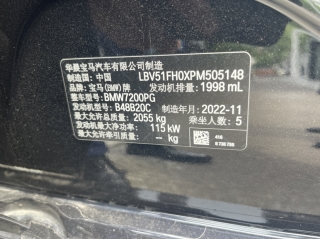 华晨宝马汽车有限公司制造
制造国：中国 LBV51FH0XPM505148
品牌：宝马(BMW)牌 发动机排量：1998 mL
整车型号：BMW7200PG
发动机型号：B48B20C 制造年月：2022-11
最大允许总质量：2055 kg 乘坐人数：5
发动机最大净功率：115 kW
最大允许牵引质量：– kg